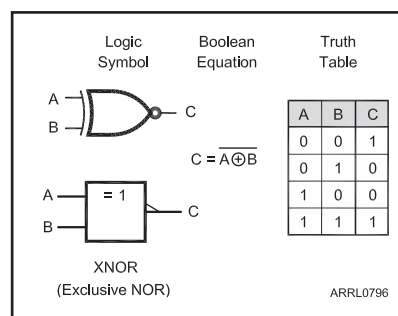 Logic Symbol
Boolean Equation
Truth Table
A
B
C
C = \overline{A⊕B}
A B C
0 0 1
0 1 0
1 0 0
1 1 1
A
B
= 1
C
XNOR
(Exclusive NOR)
ARRL0796